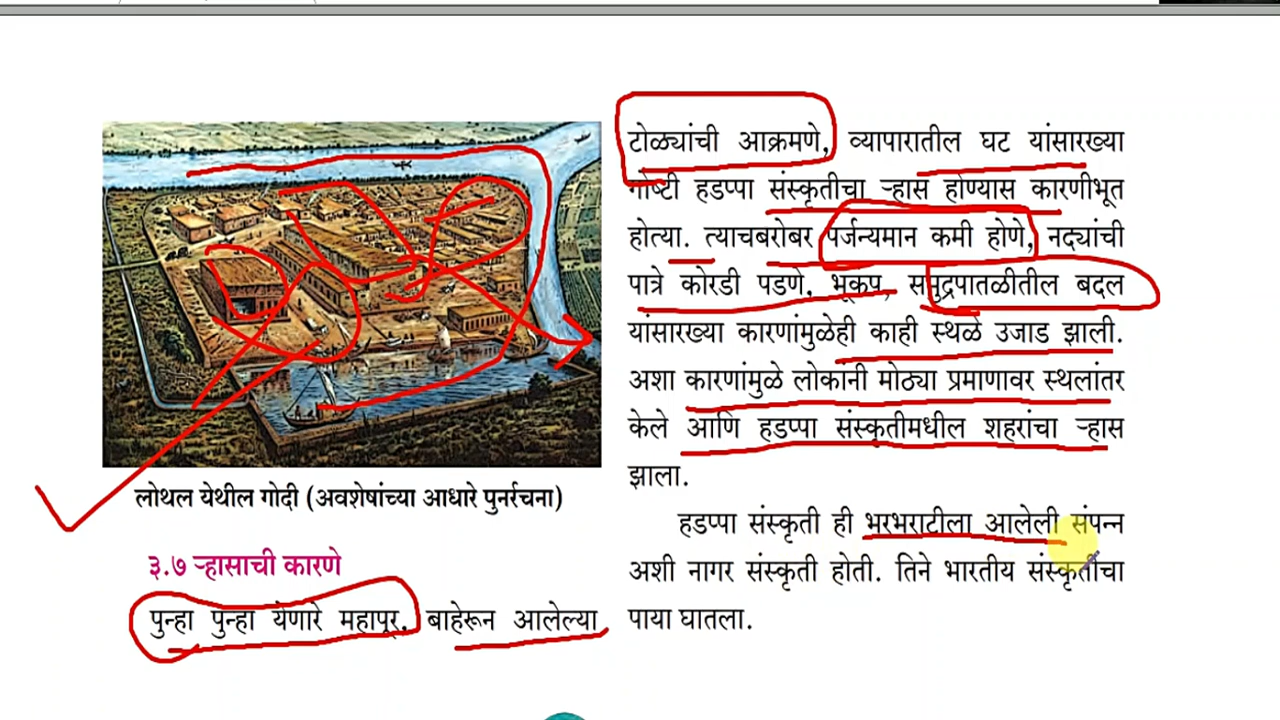 लोथल येथील गोदी (अवशेषांच्या आधारे पुनर्रचना)
३.७ ऱ्हासाची कारणे
पुन्हा पुन्हा येणारे महापूर, बाहेरून आलेल्या
टोळ्यांची आक्रमणे, व्यापारातील घट यांसारख्या
गोष्टी हडप्पा संस्कृतीचा ऱ्हास होण्यास कारणीभूत
होत्या. त्याचबरोबर पर्जन्यमान कमी होणे, नद्यांची
पात्रे कोरडी पडणे, भूकंप, समुद्रपातळीतील बदल
यांसारख्या कारणांमुळेही काही स्थळे उजाड झाली.
अशा कारणांमुळे लोकांनी मोठ्या प्रमाणावर स्थलांतर
केले आणि हडप्पा संस्कृतीमधील शहरांचा ऱ्हास
झाला.
हडप्पा संस्कृती ही भरभराटीला आलेली संपन्न
अशी नागर संस्कृती होती. तिने भारतीय संस्कृतीचा
पाया घातला.